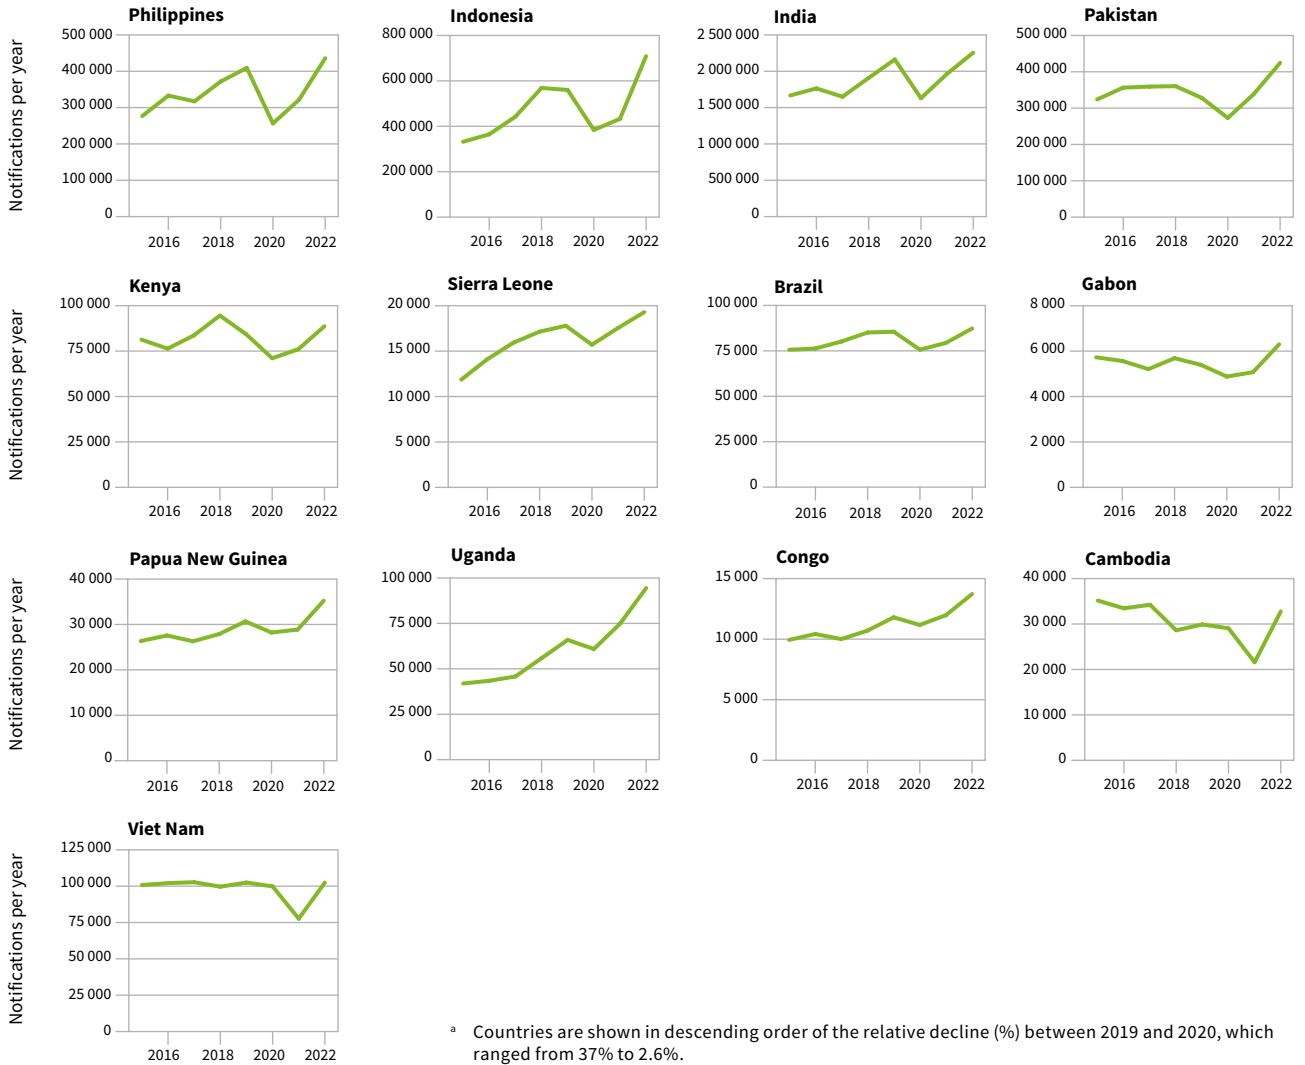 Philippines
Notifications per year
500 000
400 000
300 000
200 000
100 000
0
2016 2018 2020 2022
Indonesia
800 000
600 000
400 000
200 000
0
2016 2018 2020 2022
India
2 500 000
2 000 000
1 500 000
1 000 000
500 000
0
2016 2018 2020 2022
Pakistan
500 000
400 000
300 000
200 000
100 000
0
2016 2018 2020 2022
Kenya
Notifications per year
100 000
75 000
50 000
25 000
0
2016 2018 2020 2022
Sierra Leone
20 000
15 000
10 000
5 000
0
2016 2018 2020 2022
Brazil
100 000
75 000
50 000
25 000
0
2016 2018 2020 2022
Gabon
8 000
6 000
4 000
2 000
0
2016 2018 2020 2022
Papua New Guinea
Notifications per year
40 000
30 000
20 000
10 000
0
2016 2018 2020 2022
Uganda
100 000
75 000
50 000
25 000
0
2016 2018 2020 2022
Congo
15 000
10 000
5 000
0
2016 2018 2020 2022
Cambodia
40 000
30 000
20 000
10 000
0
2016 2018 2020 2022
Viet Nam
Notifications per year
125 000
100 000
75 000
50 000
25 000
0
2016 2018 2020 2022
a Countries are shown in descending order of the relative decline (%) between 2019 and 2020, which
ranged from 37% to 2.6%.